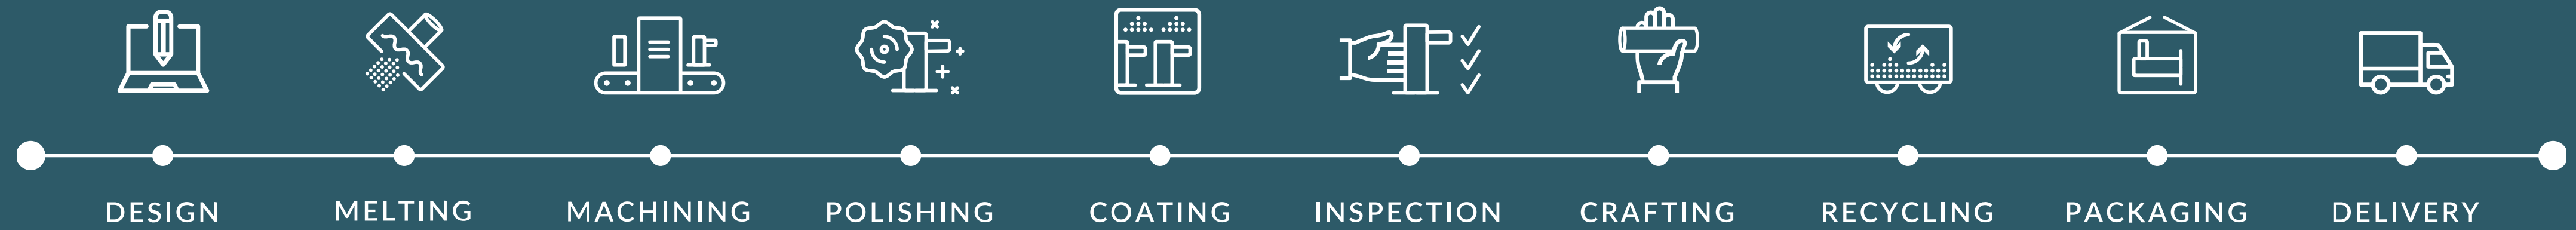 DESIGN MELTING MACHINING POLISHING COATING INSPECTION CRAFTING RECYCLING PACKAGING DELIVERY